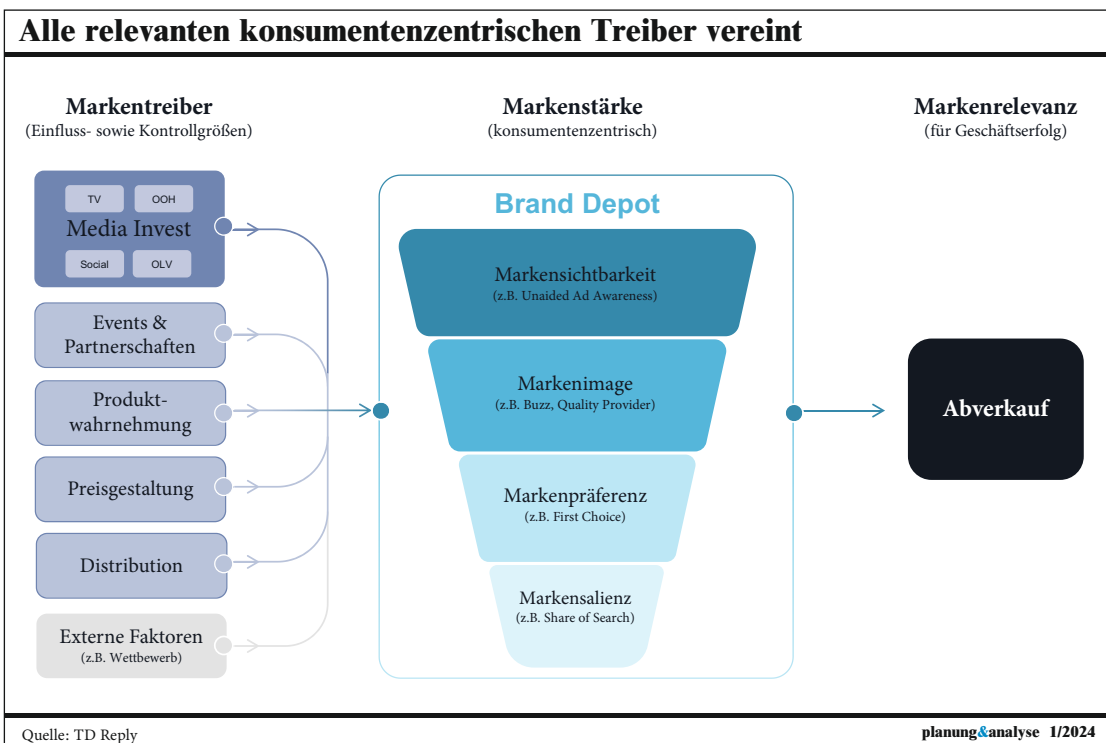 Alle relevanten konsumentenzentrischen Treiber vereint
Markentreiber
(Einfluss- sowie Kontrollgrößen)
Markenstärke
(konsumentenzentrisch)
Markenrelevanz
(für Geschäftserfolg)
TV
OOH
Media Invest
Social
OLV
Events &
Partnerschaften
Produkt-
wahrnehmung
Preisgestaltung
Distribution
Externe Faktoren
(z.B. Wettbewerb)
Brand Depot
Markensichtbarkeit
(z.B. Unaided Ad Awareness)
Markenimage
(z.B. Buzz, Quality Provider)
Markenpräferenz
(z.B. First Choice)
Markensalienz
(z.B. Share of Search)
Abverkauf
Quelle: TD Reply
planung&analyse 1/2024